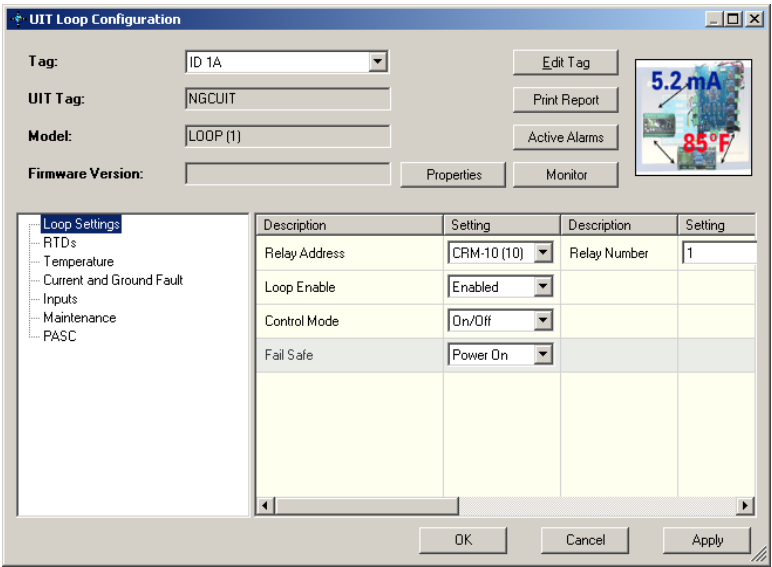 UIT Loop Configuration
Tag: ID 1A Edit Tag
UIT Tag: NGCUIT Print Report
Model: LOOP (1) Active Alarms
Firmware Version: Properties Monitor
5.2 mA
85°F
Loop Settings
RTDs
Temperature
Current and Ground Fault
Inputs
Maintenance
PASC
Description Setting Description Setting
Relay Address CRM-10 (10) Relay Number 1
Loop Enable Enabled
Control Mode On/Off
Fail Safe Power On
OK Cancel Apply